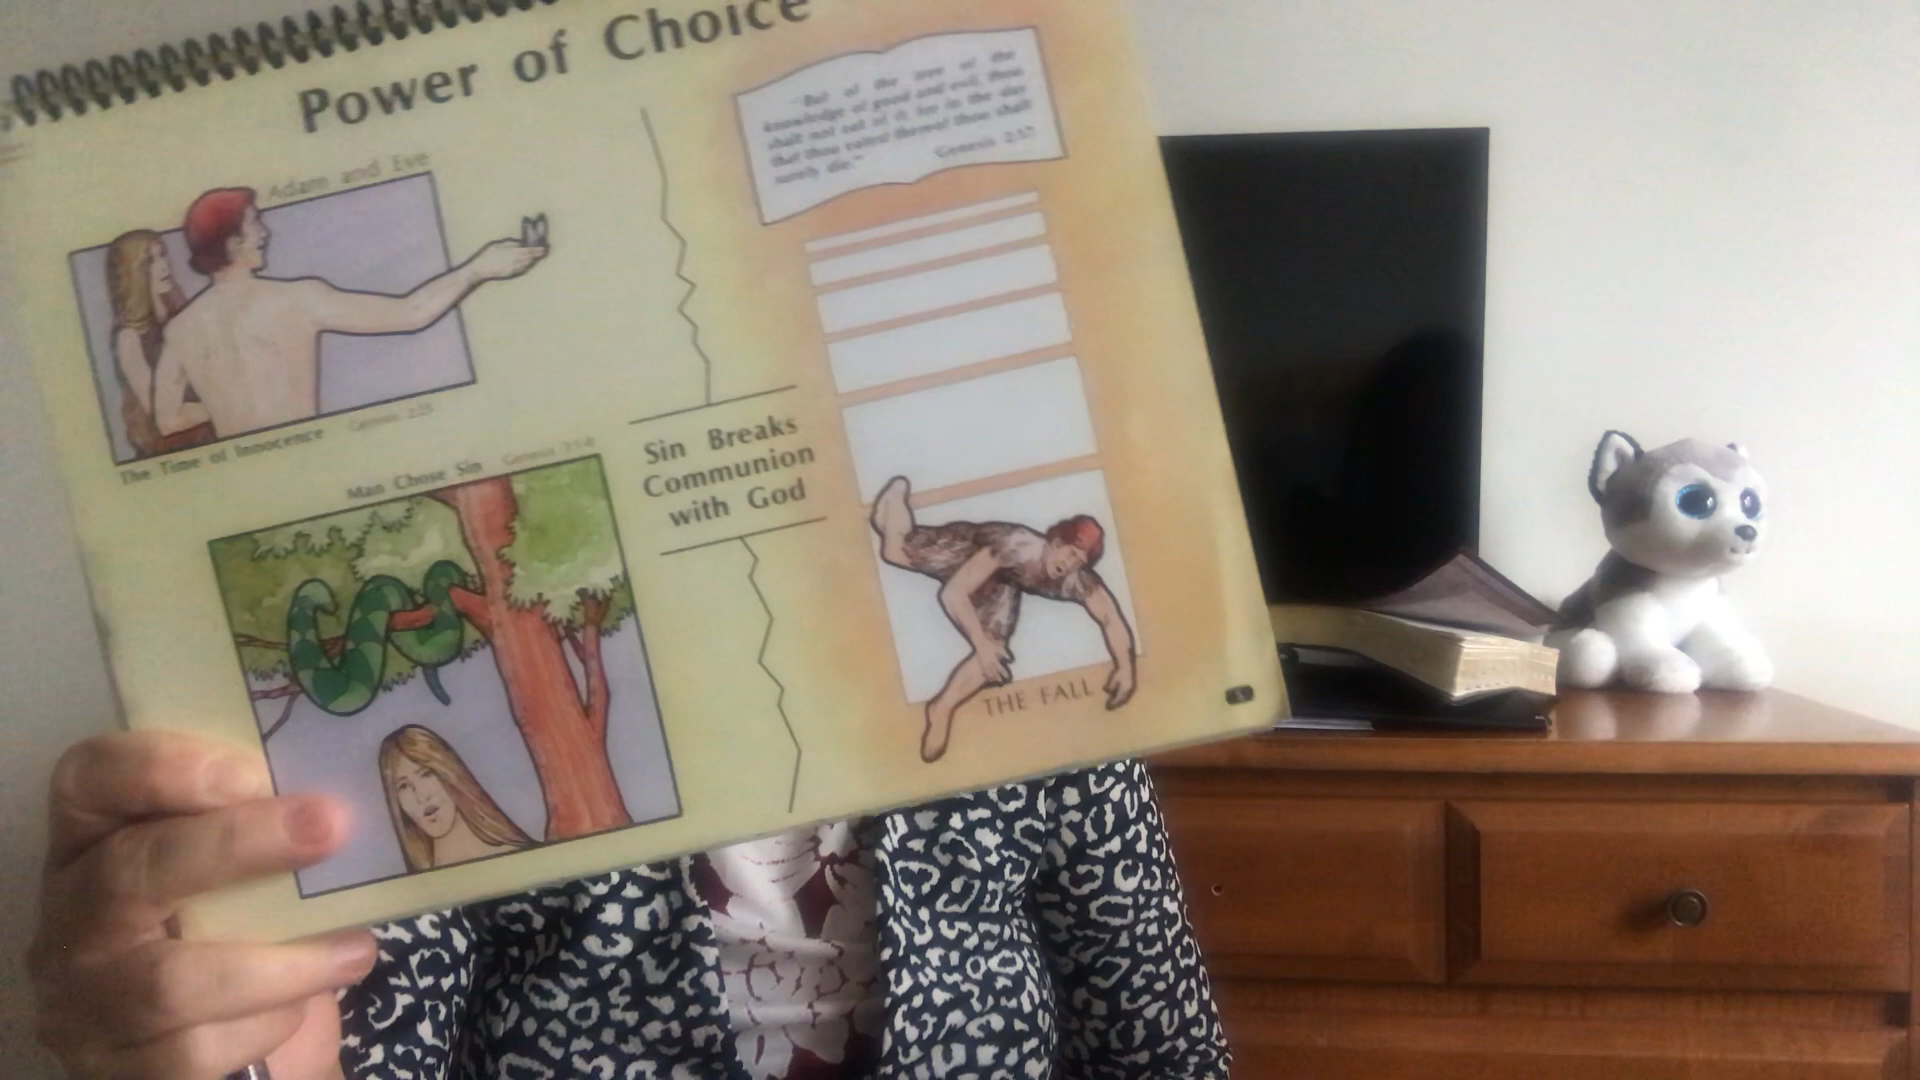 Power of Choice
Adam and Eve
The Time of Innocence Genesis 2:25
Man Chose Sin Genesis 3:1-8
Sin Breaks
Communion
with God
"But of the tree of the
knowledge of good and evil, thou
shalt not eat of it: for in the day
that thou eatest thereof thou shalt
surely die."
Genesis 2:17
THE FALL